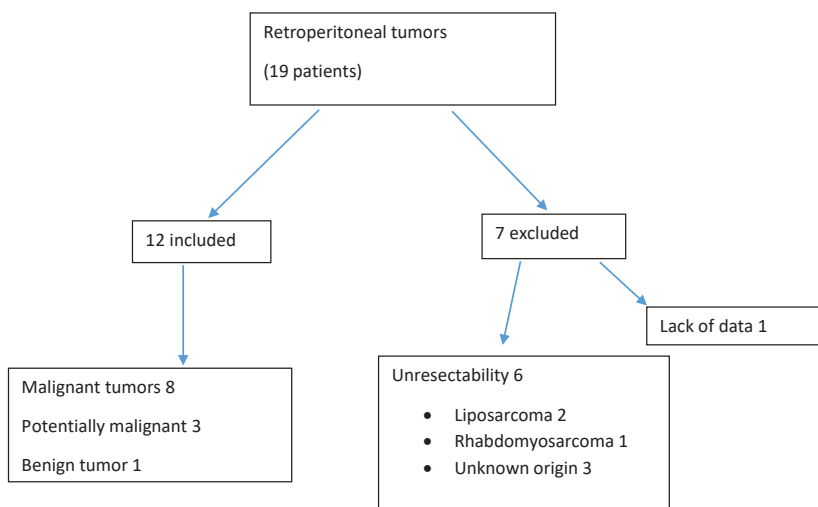 Retroperitoneal tumors
(19 patients)
12 included
7 excluded
Lack of data 1
Malignant tumors 8
Potentially malignant 3
Benign tumor 1
Unresectability 6
• Liposarcoma 2
• Rhabdomyosarcoma 1
• Unknown origin 3